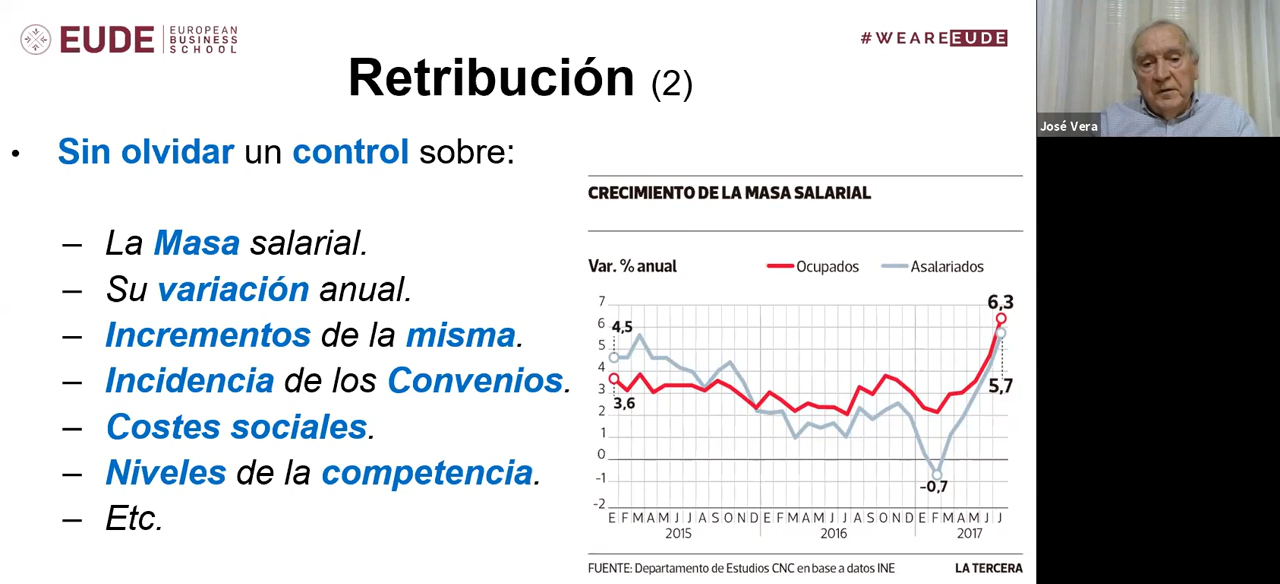 EUDE EUROPEAN BUSINESS SCHOOL
#WEAREEUDE
Retribución (2)
• Sin olvidar un control sobre:
– La Masa salarial.
– Su variación anual.
– Incrementos de la misma.
– Incidencia de los Convenios.
– Costes sociales.
– Niveles de la competencia.
– Etc.
CRECIMIENTO DE LA MASA SALARIAL
Var. % anual
Ocupados
Asalariados
7
6
5
4
3
2
1
0
-1
-2
4,5
3,6
6,3
5,7
-0,7
E F M A M J J A S O N D E F M A M J J A S O N D E F M A M J J
2015 2016 2017
FUENTE: Departamento de Estudios CNC en base a datos INE
LA TERCERA
José Vera